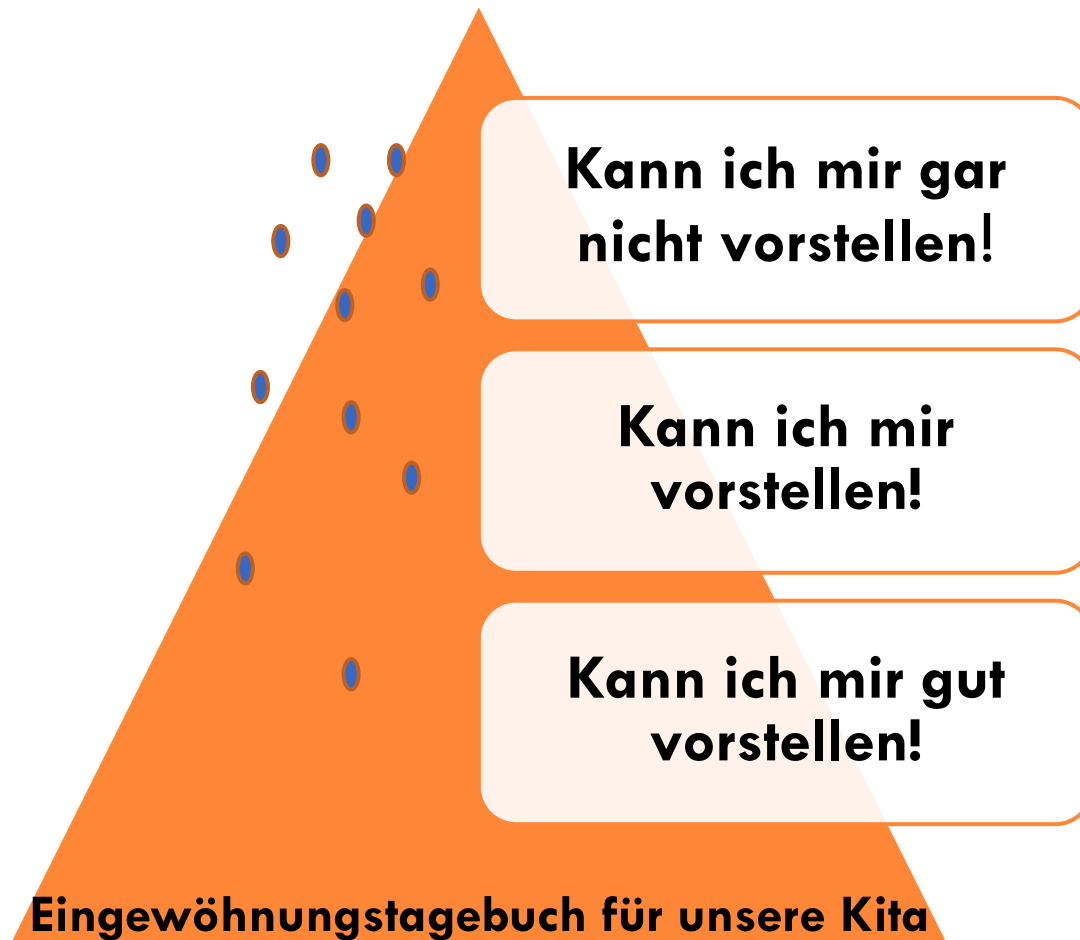 Kann ich mir gar
nicht vorstellen!
Kann ich mir
vorstellen!
Kann ich mir gut
vorstellen!
Eingewöhnungstagebuch für unsere Kita